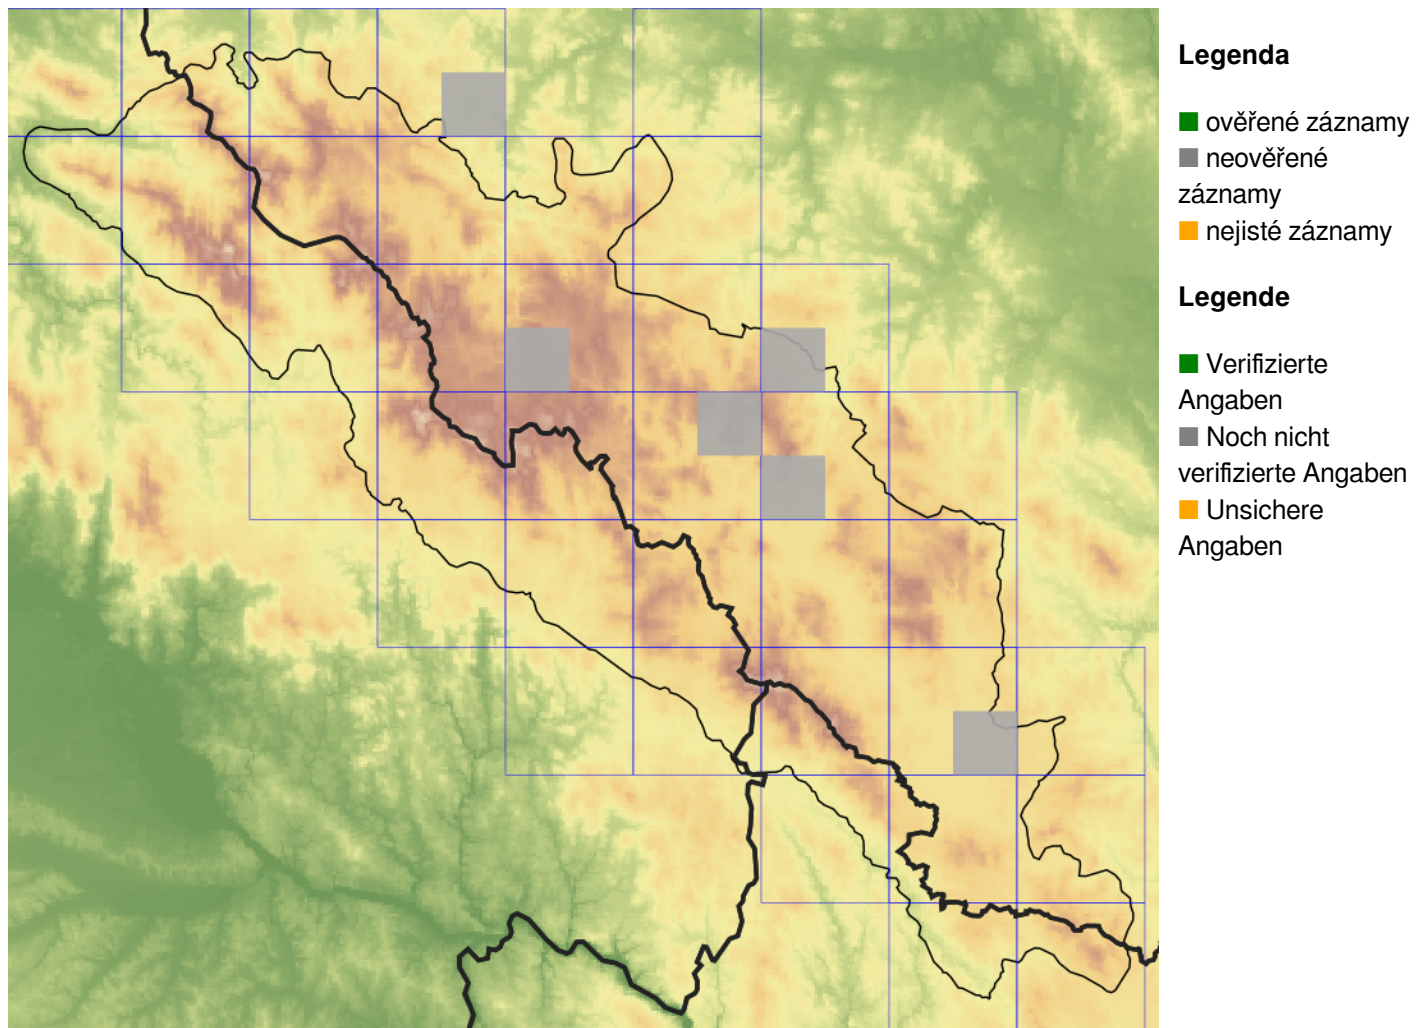 Legenda
ověřené záznamy
neověřené
záznamy
nejisté záznamy
Legende
Verifizierte
Angaben
Noch nicht
verifizierte Angaben
Unsichere
Angaben